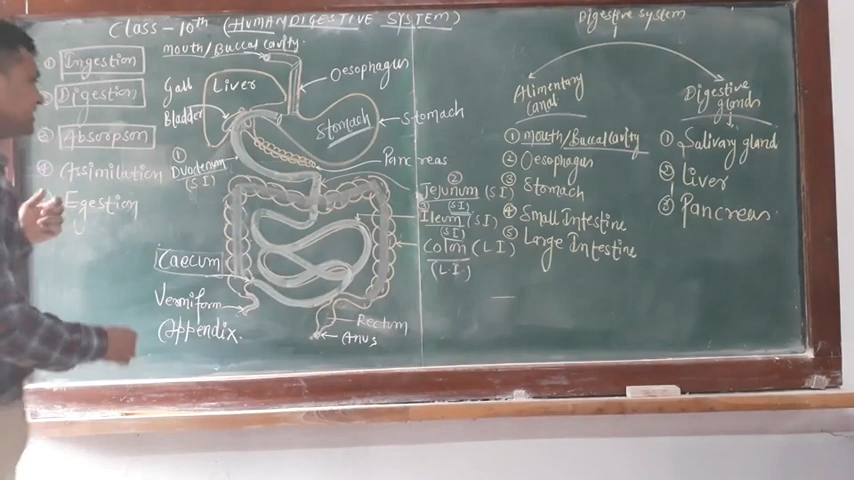 Class - 10th (HUMAN DIGESTIVE SYSTEM)
① Ingestion
② Digestion
③ Absorpson
④ Assimilation
Egestion
Mouth/Buccal cavity
Oesophagus
Liver
Gall
Bladder
Stomach
Stomach
Pancreas
①
Duodenum
(S I)
②
Jejunum (S I)
(S I)
③
Ileum (S I)
(S I)
Colon (L I)
(L I)
Caecum
Vermiform
Appendix.
Rectum
Anus
Digestive System
Alimentary
Canal
① Mouth/Buccal cavity
② Oesophagus
③ Stomach
④ Small Intestine
⑤ Large Intestine
Digestive
glands
① Salivary gland
② Liver
③ Pancreas.